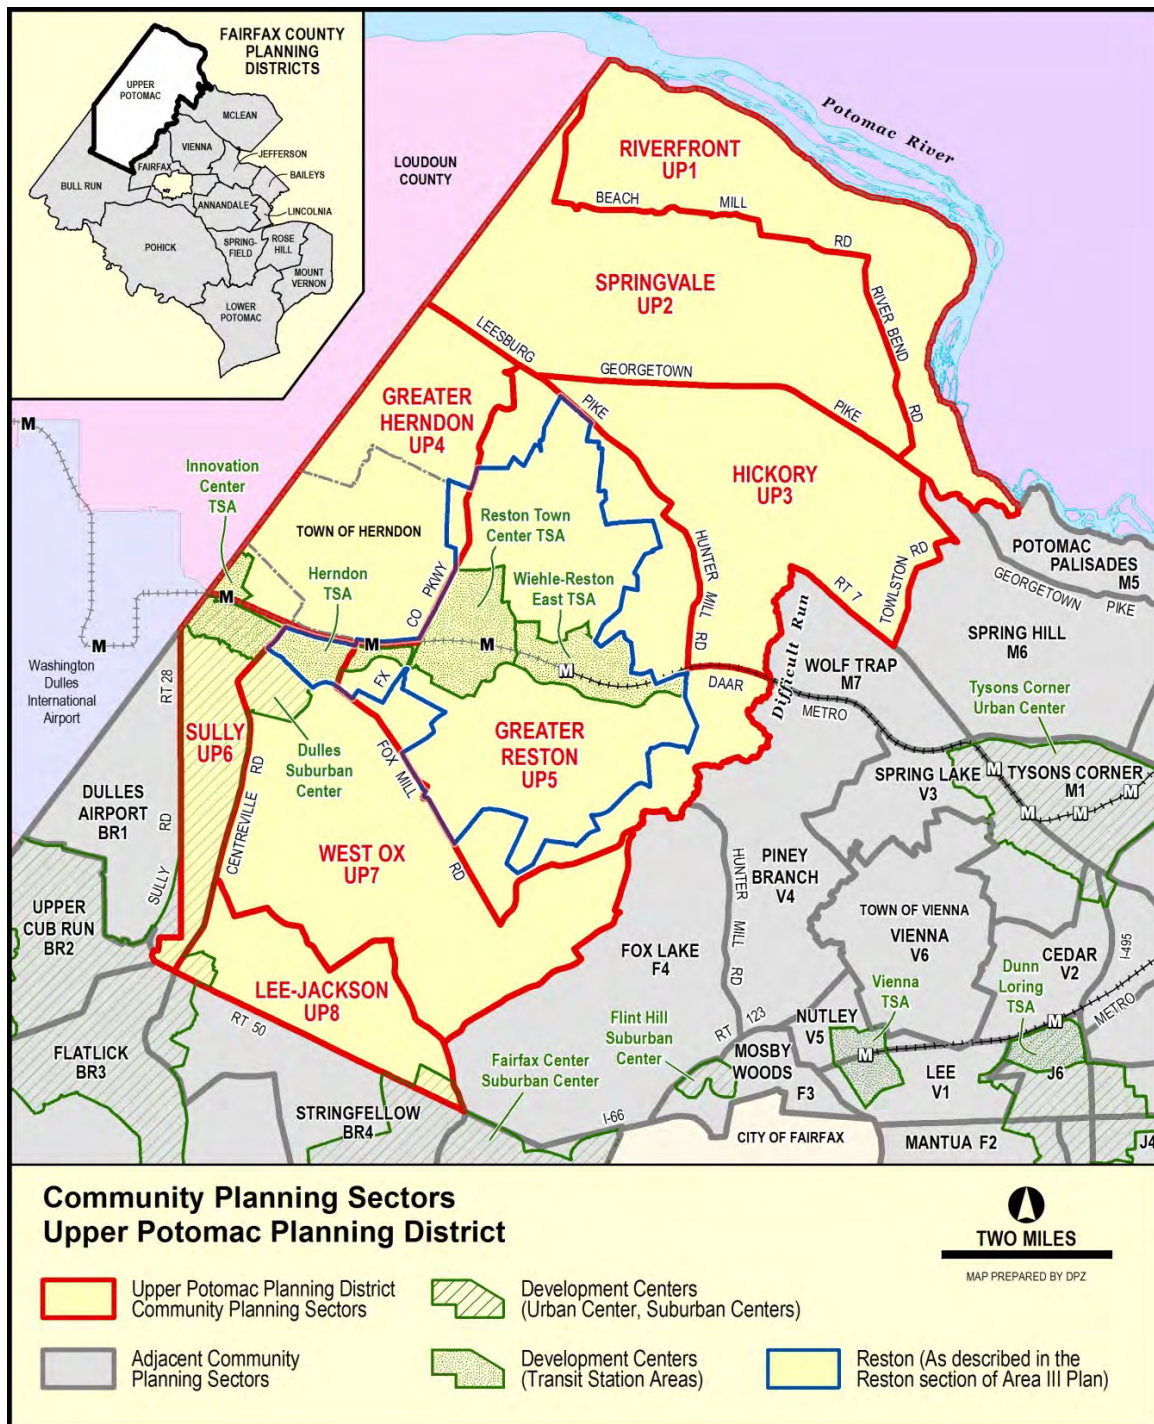 FAIRFAX COUNTY
PLANNING
DISTRICTS
UPPER
POTOMAC
MCLEAN
VIENNA
JEFFERSON
FAIRFAX
BAILEYS
BULL RUN
ANNANDALE
LINCOLNIA
POHICK
SPRING-
FIELD
ROSE
HILL
MOUNT
VERNON
LOWER
POTOMAC
LOUDOUN
COUNTY
Potomac River
RIVERFRONT
UP1
BEACH MILL RD
SPRINGVALE
UP2
RIVER BEND RD
LEESBURG PIKE
GEORGETOWN PIKE
GREATER
HERNDON
UP4
HICKORY
UP3
M
Innovation
Center
TSA
TOWN OF HERNDON
Reston Town
Center TSA
Herndon
TSA
Wiehle-Reston
East TSA
CO PKWY
HUNTER MILL RD
RT 7
TOWLSTON RD
POTOMAC
PALISADES
M5
GEORGETOWN PIKE
SPRING HILL
M6
M
M
M
M
M
Washington
Dulles
International
Airport
RT 28
FX
DAAR
Difficult Run
WOLF TRAP
M7
METRO
Tysons Corner
Urban Center
SULLY
UP6
Dulles
Suburban
Center
FOX MILL RD
GREATER
RESTON
UP5
SPRING LAKE
V3
M
TYSONS CORNER
M1
M
M
M
DULLES
AIRPORT
BR1
SULLY RD
CENTREVILLE RD
WEST OX
UP7
PINEY
BRANCH
V4
HUNTER MILL RD
UPPER
CUB RUN
BR2
TOWN OF VIENNA
VIENNA
V6
I-495
CEDAR
V2
FOX LAKE
F4
LEE-JACKSON
UP8
RT 50
Vienna
TSA
Dunn
Loring
TSA
METRO
FLATLICK
BR3
Flint Hill
Suburban
Center
RT 123
NUTLEY
V5
M
M
MOSBY
WOODS
F3
LEE
V1
J6
Fairfax Center
Suburban Center
STRINGFELLOW
BR4
I-66
CITY OF FAIRFAX
MANTUA F2
J4
Community Planning Sectors
Upper Potomac Planning District
TWO MILES
MAP PREPARED BY DPZ
Upper Potomac Planning District
Community Planning Sectors
Development Centers
(Urban Center, Suburban Centers)
Adjacent Community
Planning Sectors
Development Centers
(Transit Station Areas)
Reston (As described in the
Reston section of Area III Plan)